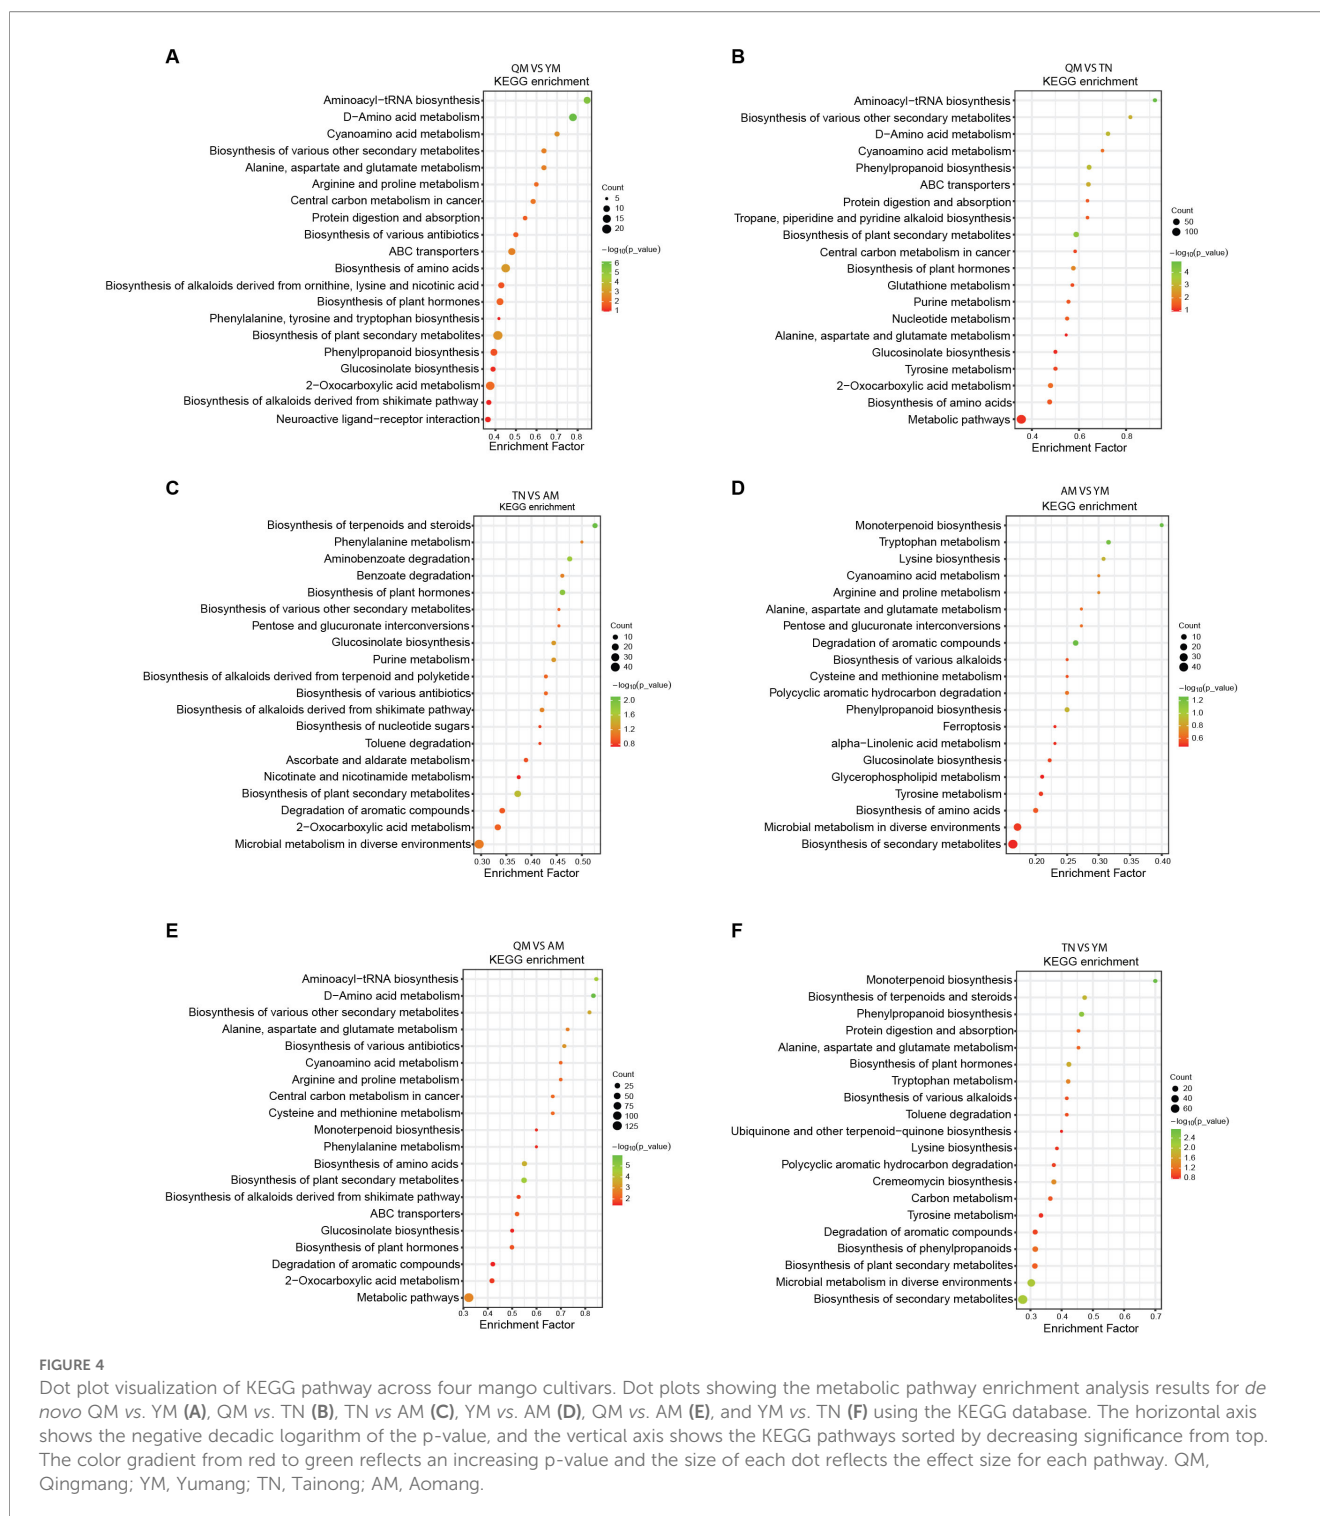 A
QM VS YM
KEGG enrichment
Aminoacyl−tRNA biosynthesis
D−Amino acid metabolism
Cyanoamino acid metabolism
Biosynthesis of various other secondary metabolites
Alanine, aspartate and glutamate metabolism
Arginine and proline metabolism
Central carbon metabolism in cancer
Protein digestion and absorption
Biosynthesis of various antibiotics
ABC transporters
Biosynthesis of amino acids
Biosynthesis of alkaloids derived from ornithine, lysine and nicotinic acid
Biosynthesis of plant hormones
Phenylalanine, tyrosine and tryptophan biosynthesis
Biosynthesis of plant secondary metabolites
Phenylpropanoid biosynthesis
Glucosinolate biosynthesis
2−Oxocarboxylic acid metabolism
Biosynthesis of alkaloids derived from shikimate pathway
Neuroactive ligand−receptor interaction
0.4 0.5 0.6 0.7 0.8
Enrichment Factor
Count
5
10
15
20
−log10(p_value)
6
5
4
3
2
1
B
QM VS TN
KEGG enrichment
Aminoacyl−tRNA biosynthesis
Biosynthesis of various other secondary metabolites
D−Amino acid metabolism
Cyanoamino acid metabolism
Phenylpropanoid biosynthesis
ABC transporters
Protein digestion and absorption
Tropane, piperidine and pyridine alkaloid biosynthesis
Biosynthesis of plant secondary metabolites
Central carbon metabolism in cancer
Biosynthesis of plant hormones
Glutathione metabolism
Purine metabolism
Nucleotide metabolism
Alanine, aspartate and glutamate metabolism
Glucosinolate biosynthesis
Tyrosine metabolism
2−Oxocarboxylic acid metabolism
Biosynthesis of amino acids
Metabolic pathways
0.4 0.6 0.8
Enrichment Factor
Count
50
100
−log10(p_value)
4
3
2
1
C
TN VS AM
KEGG enrichment
Biosynthesis of terpenoids and steroids
Phenylalanine metabolism
Aminobenzoate degradation
Benzoate degradation
Biosynthesis of plant hormones
Biosynthesis of various other secondary metabolites
Pentose and glucuronate interconversions
Glucosinolate biosynthesis
Purine metabolism
Biosynthesis of alkaloids derived from terpenoid and polyketide
Biosynthesis of various antibiotics
Biosynthesis of alkaloids derived from shikimate pathway
Biosynthesis of nucleotide sugars
Toluene degradation
Ascorbate and aldarate metabolism
Nicotinate and nicotinamide metabolism
Biosynthesis of plant secondary metabolites
Degradation of aromatic compounds
2−Oxocarboxylic acid metabolism
Microbial metabolism in diverse environments
0.30 0.35 0.40 0.45 0.50
Enrichment Factor
Count
10
20
30
40
−log10(p_value)
2.0
1.6
1.2
0.8
D
AM VS YM
KEGG enrichment
Monoterpenoid biosynthesis
Tryptophan metabolism
Lysine biosynthesis
Cyanoamino acid metabolism
Arginine and proline metabolism
Alanine, aspartate and glutamate metabolism
Pentose and glucuronate interconversions
Degradation of aromatic compounds
Biosynthesis of various alkaloids
Cysteine and methionine metabolism
Polycyclic aromatic hydrocarbon degradation
Phenylpropanoid biosynthesis
Ferroptosis
alpha−Linolenic acid metabolism
Glucosinolate biosynthesis
Glycerophospholipid metabolism
Tyrosine metabolism
Biosynthesis of amino acids
Microbial metabolism in diverse environments
Biosynthesis of secondary metabolites
0.20 0.25 0.30 0.35 0.40
Enrichment Factor
Count
10
20
30
40
−log10(p_value)
1.2
1.0
0.8
0.6
E
QM VS AM
KEGG enrichment
Aminoacyl−tRNA biosynthesis
D−Amino acid metabolism
Biosynthesis of various other secondary metabolites
Alanine, aspartate and glutamate metabolism
Biosynthesis of various antibiotics
Cyanoamino acid metabolism
Arginine and proline metabolism
Central carbon metabolism in cancer
Cysteine and methionine metabolism
Monoterpenoid biosynthesis
Phenylalanine metabolism
Biosynthesis of amino acids
Biosynthesis of plant secondary metabolites
Biosynthesis of alkaloids derived from shikimate pathway
ABC transporters
Glucosinolate biosynthesis
Biosynthesis of plant hormones
Degradation of aromatic compounds
2−Oxocarboxylic acid metabolism
Metabolic pathways
0.3 0.4 0.5 0.6 0.7 0.8
Enrichment Factor
Count
25
50
75
100
125
−log10(p_value)
5
4
3
2
F
TN VS YM
KEGG enrichment
Monoterpenoid biosynthesis
Biosynthesis of terpenoids and steroids
Phenylpropanoid biosynthesis
Protein digestion and absorption
Alanine, aspartate and glutamate metabolism
Biosynthesis of plant hormones
Tryptophan metabolism
Biosynthesis of various alkaloids
Toluene degradation
Ubiquinone and other terpenoid-quinone biosynthesis
Lysine biosynthesis
Polycyclic aromatic hydrocarbon degradation
Cremeomycin biosynthesis
Carbon metabolism
Tyrosine metabolism
Degradation of aromatic compounds
Biosynthesis of phenylpropanoids
Biosynthesis of plant secondary metabolites
Microbial metabolism in diverse environments
Biosynthesis of secondary metabolites
0.3 0.4 0.5 0.6 0.7
Enrichment Factor
Count
20
40
60
−log10(p_value)
2.4
2.0
1.6
1.2
0.8
FIGURE 4
Dot plot visualization of KEGG pathway across four mango cultivars. Dot plots showing the metabolic pathway enrichment analysis results for de
novo QM vs. YM (A), QM vs. TN (B), TN vs AM (C), YM vs. AM (D), QM vs. AM (E), and YM vs. TN (F) using the KEGG database. The horizontal axis
shows the negative decadic logarithm of the p-value, and the vertical axis shows the KEGG pathways sorted by decreasing significance from top.
The color gradient from red to green reflects an increasing p-value and the size of each dot reflects the effect size for each pathway. QM,
Qingmang; YM, Yumang; TN, Tainong; AM, Aomang.